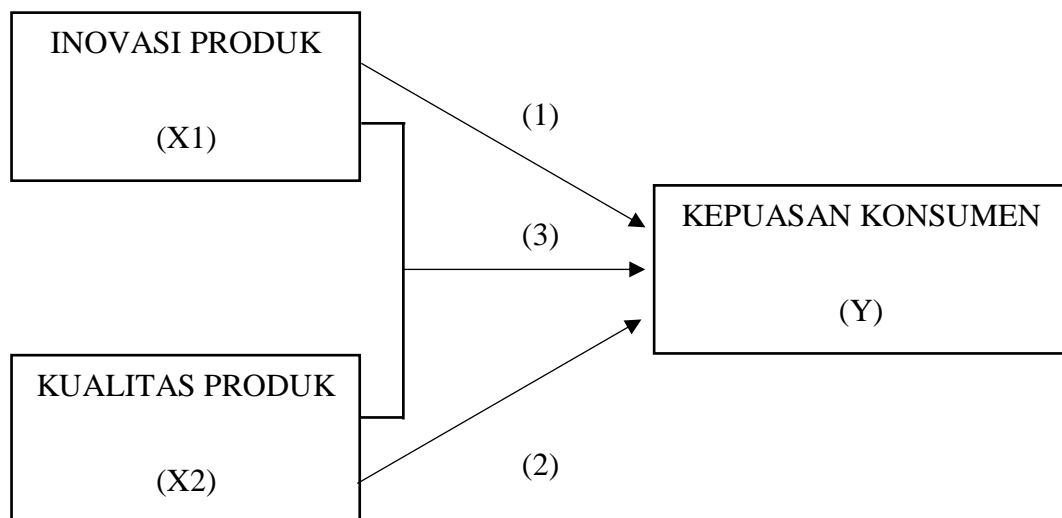 INOVASI PRODUK
(X1)
(1)
KEPUASAN KONSUMEN
(Y)
(3)
KUALITAS PRODUK
(X2)
(2)